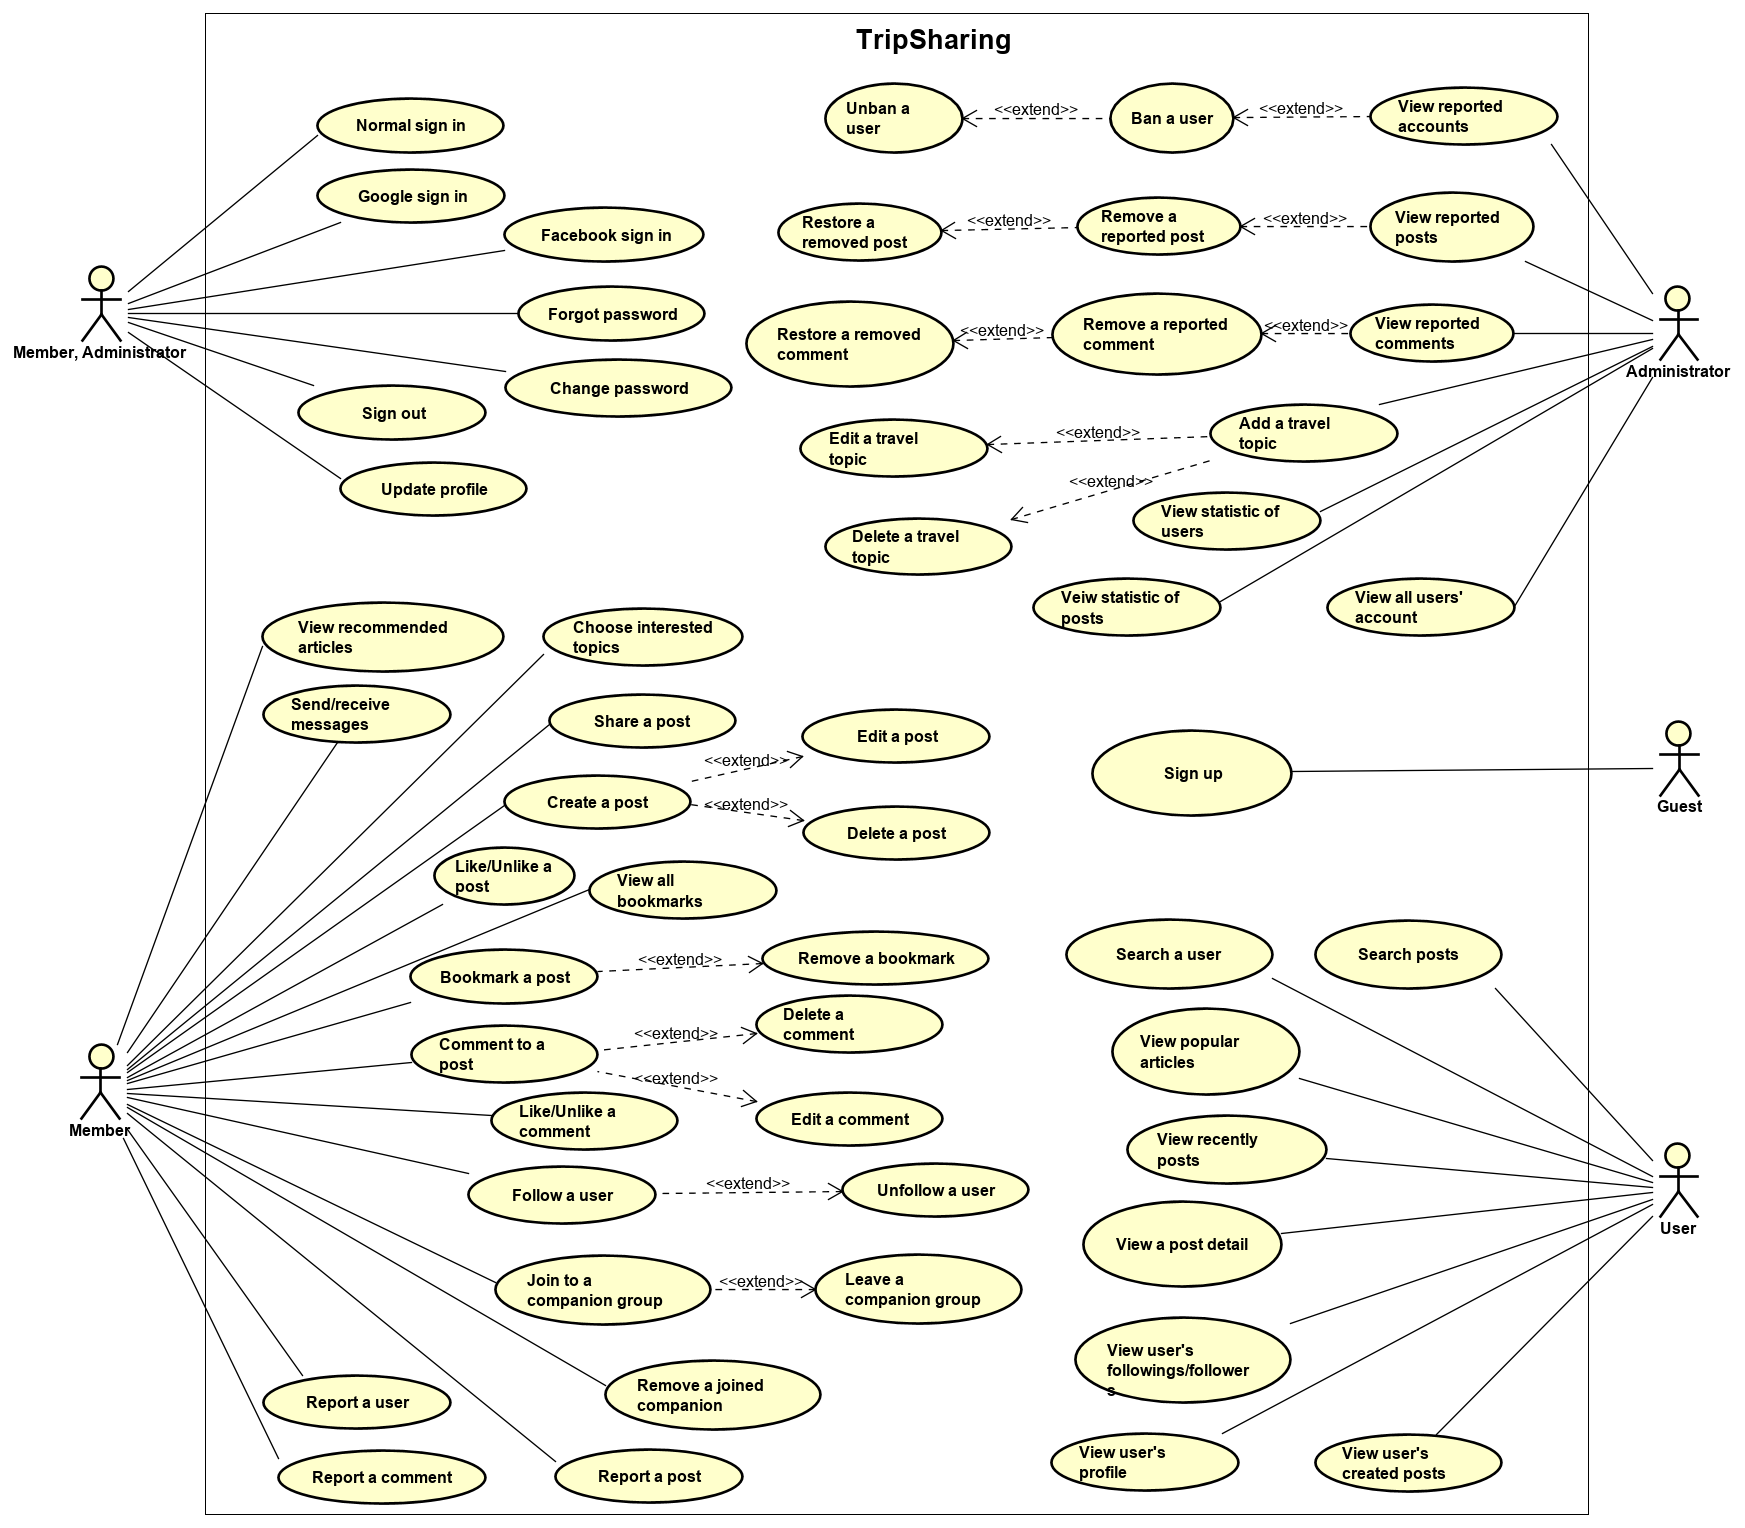 TripSharing
Normal sign in
Google sign in
Facebook sign in
Forgot password
Change password
Sign out
Update profile
Member, Administrator
Unban a
user
<<extend>>
Ban a user
<<extend>>
View reported
accounts
Restore a
removed post
<<extend>>
Remove a
reported post
<<extend>>
View reported
posts
Restore a removed
comment
<<extend>>
Remove a reported
comment
<<extend>>
View reported
comments
Administrator
Edit a travel
topic
<<extend>>
Add a travel
topic
<<extend>>
Delete a travel
topic
View statistic of
users
Veiw statistic of
posts
View all users'
account
View recommended
articles
Choose interested
topics
Send/receive
messages
Share a post
Create a post
<<extend>>
Edit a post
<<extend>>
Delete a post
Like/Unlike a
post
View all
bookmarks
Bookmark a post
<<extend>>
Remove a bookmark
Comment to a
post
<<extend>>
Delete a
comment
<<extend>>
Edit a comment
Like/Unlike a
comment
Member
Follow a user
<<extend>>
Unfollow a user
Join to a
companion group
<<extend>>
Leave a
companion group
Remove a joined
companion
Report a user
Report a comment
Report a post
Sign up
Guest
Search a user
Search posts
View popular
articles
View recently
posts
User
View a post detail
View user's
followings/follower
s
View user's
profile
View user's
created posts